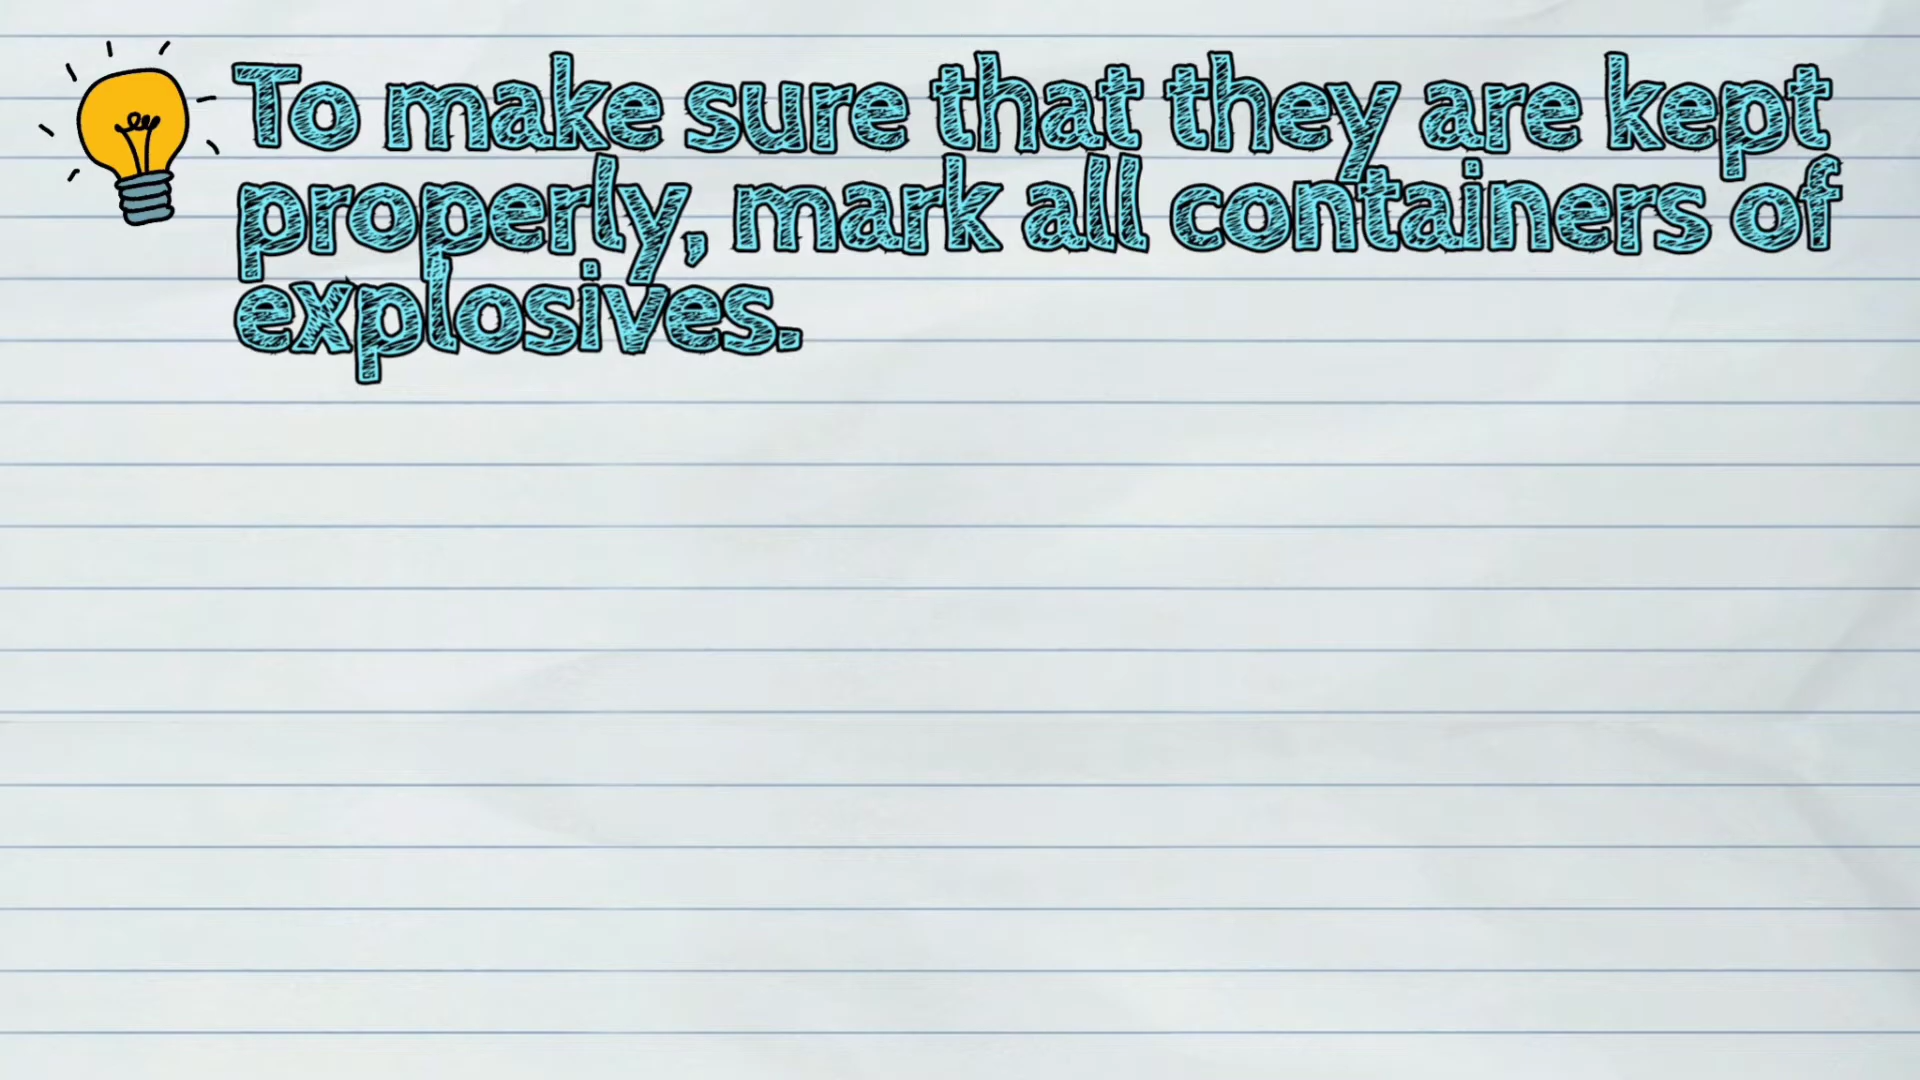 To make sure that they are kept
properly, mark all containers of
explosives.